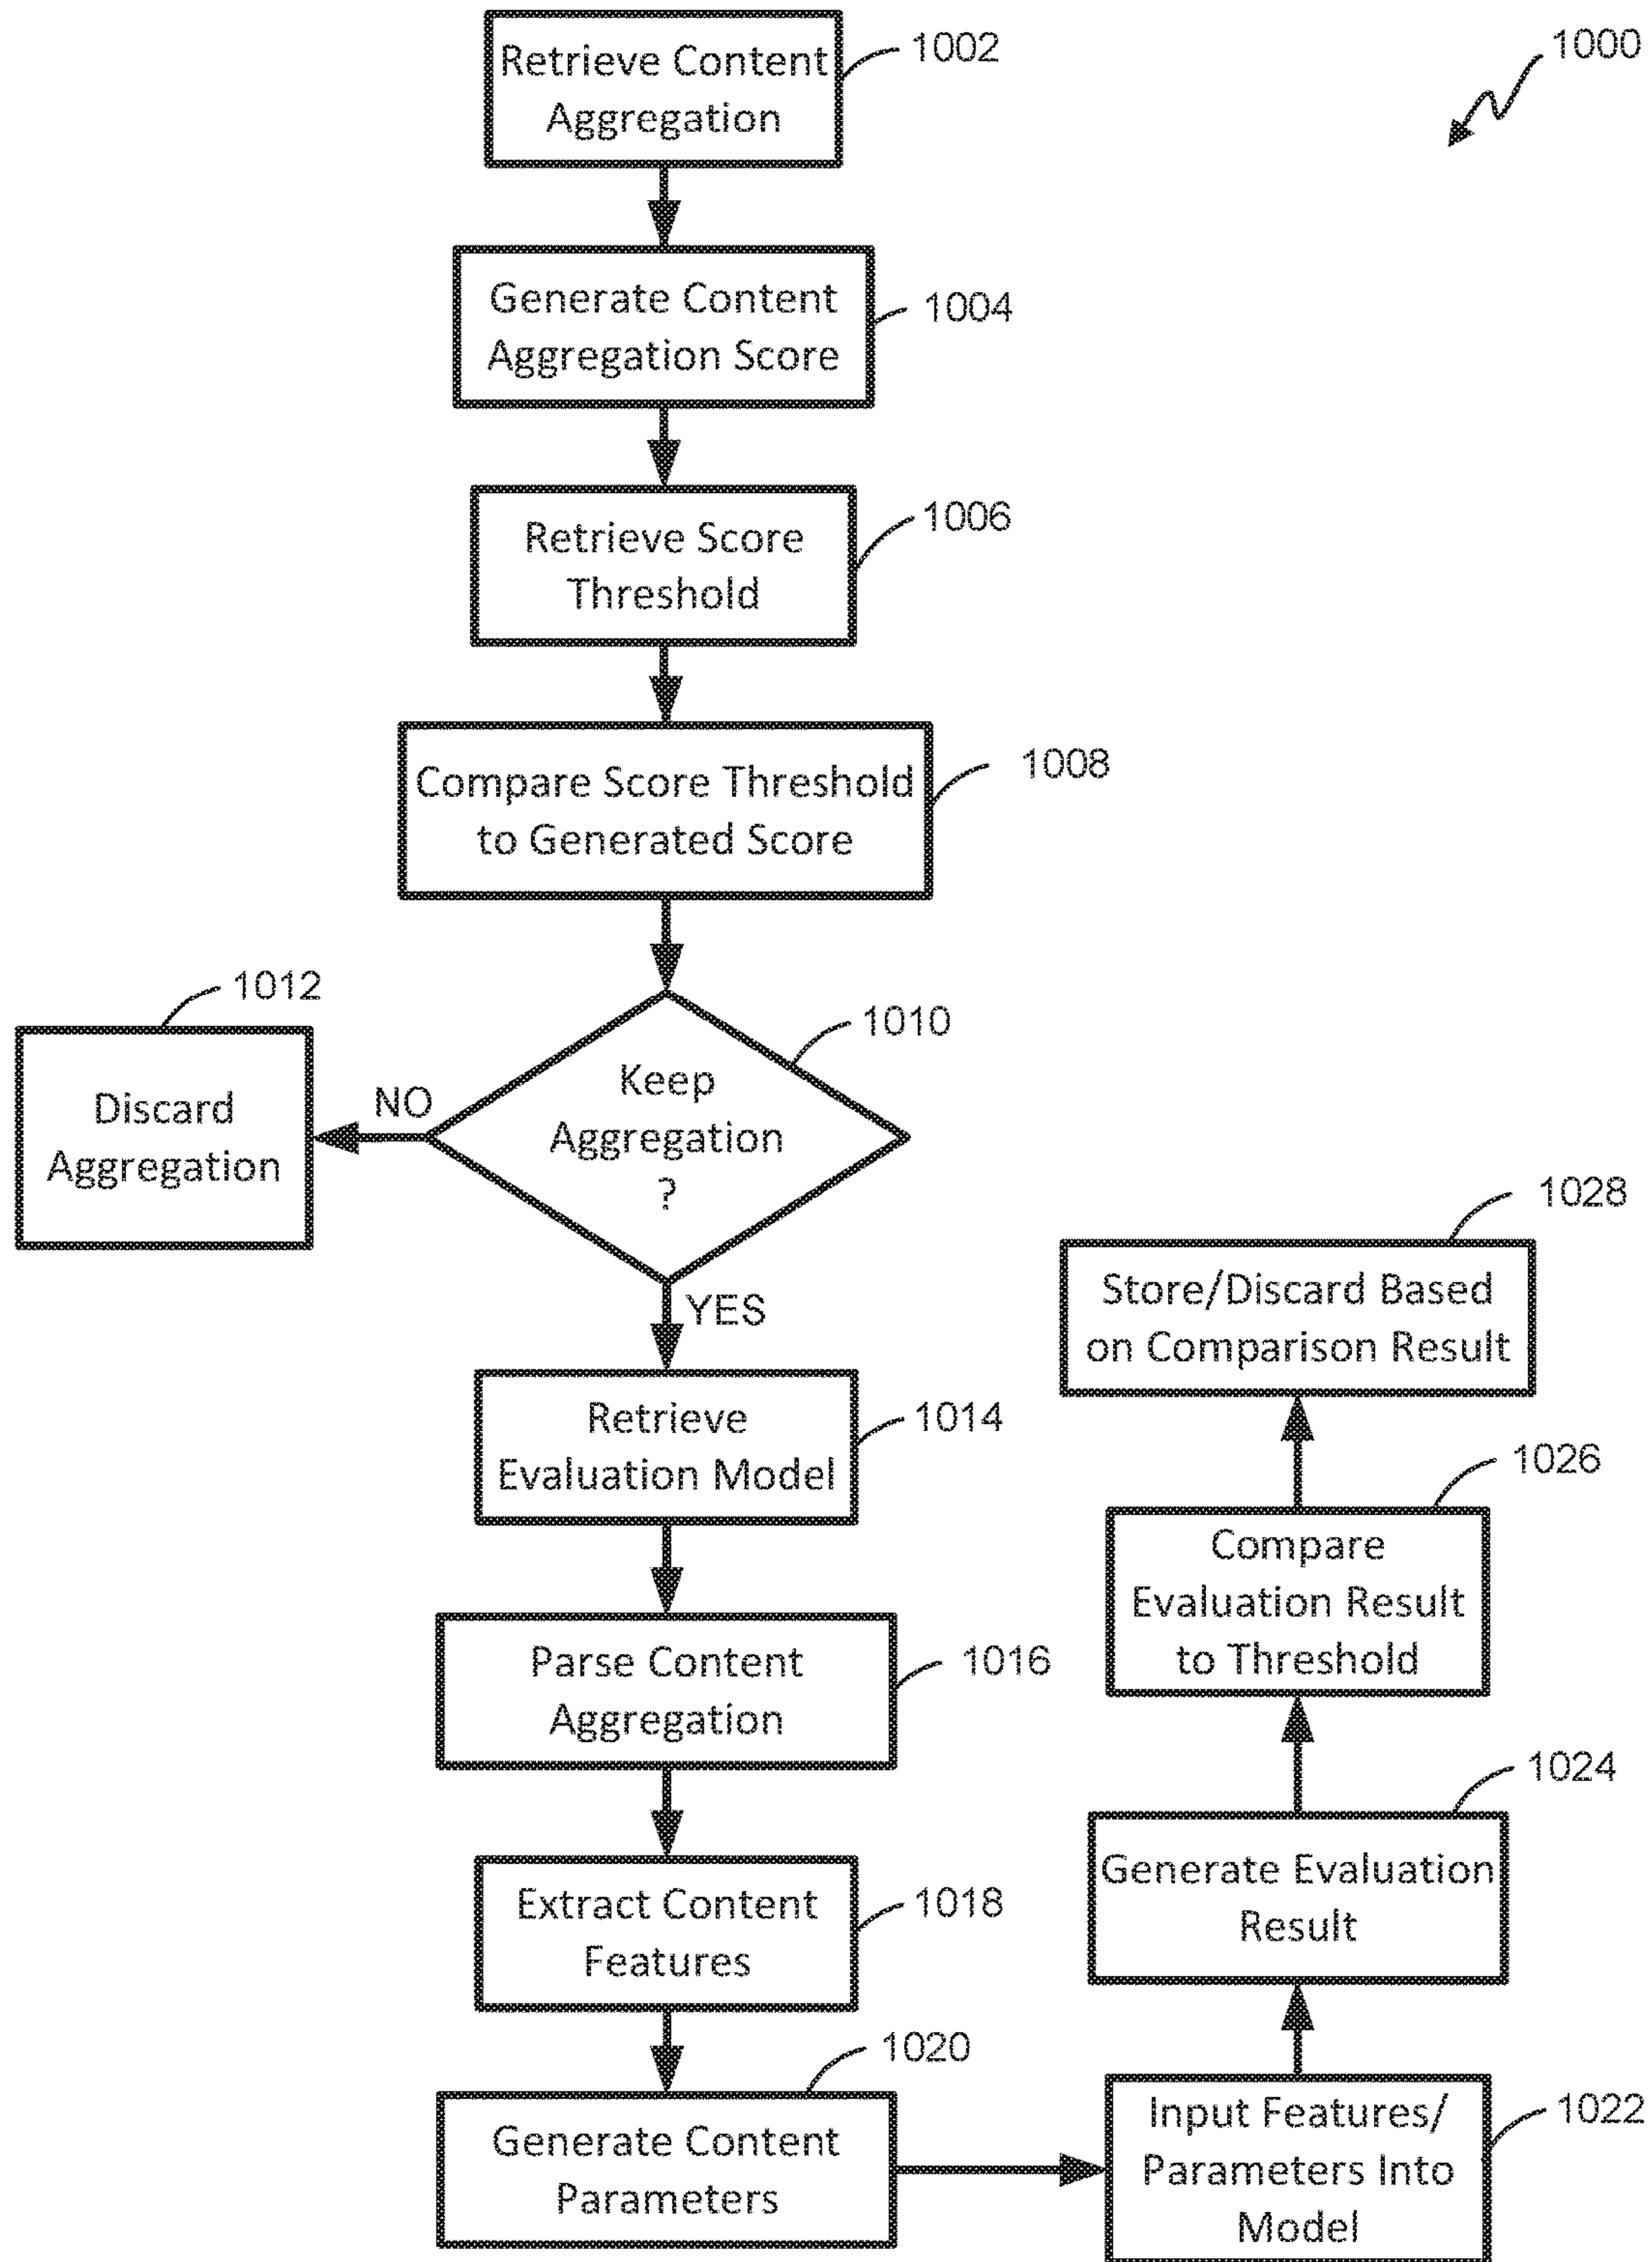 Retrieve Content
Aggregation
1002
1000
Generate Content
Aggregation Score
1004
Retrieve Score
Threshold
1006
Compare Score Threshold
to Generated Score
1008
Keep
Aggregation
?
1010
NO
Discard
Aggregation
1012
YES
Retrieve
Evaluation Model
1014
Parse Content
Aggregation
1016
Extract Content
Features
1018
Generate Content
Parameters
1020
Input Features/
Parameters Into
Model
1022
Generate Evaluation
Result
1024
Compare
Evaluation Result
to Threshold
1026
Store/Discard Based
on Comparison Result
1028